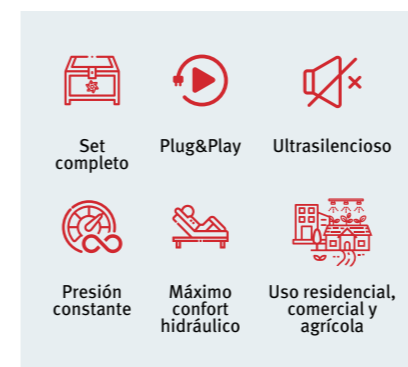 Set
completo
Plug&Play
Ultrasilencioso
Presión
constante
Máximo
confort
hidráulico
Uso residencial,
comercial y
agrícola